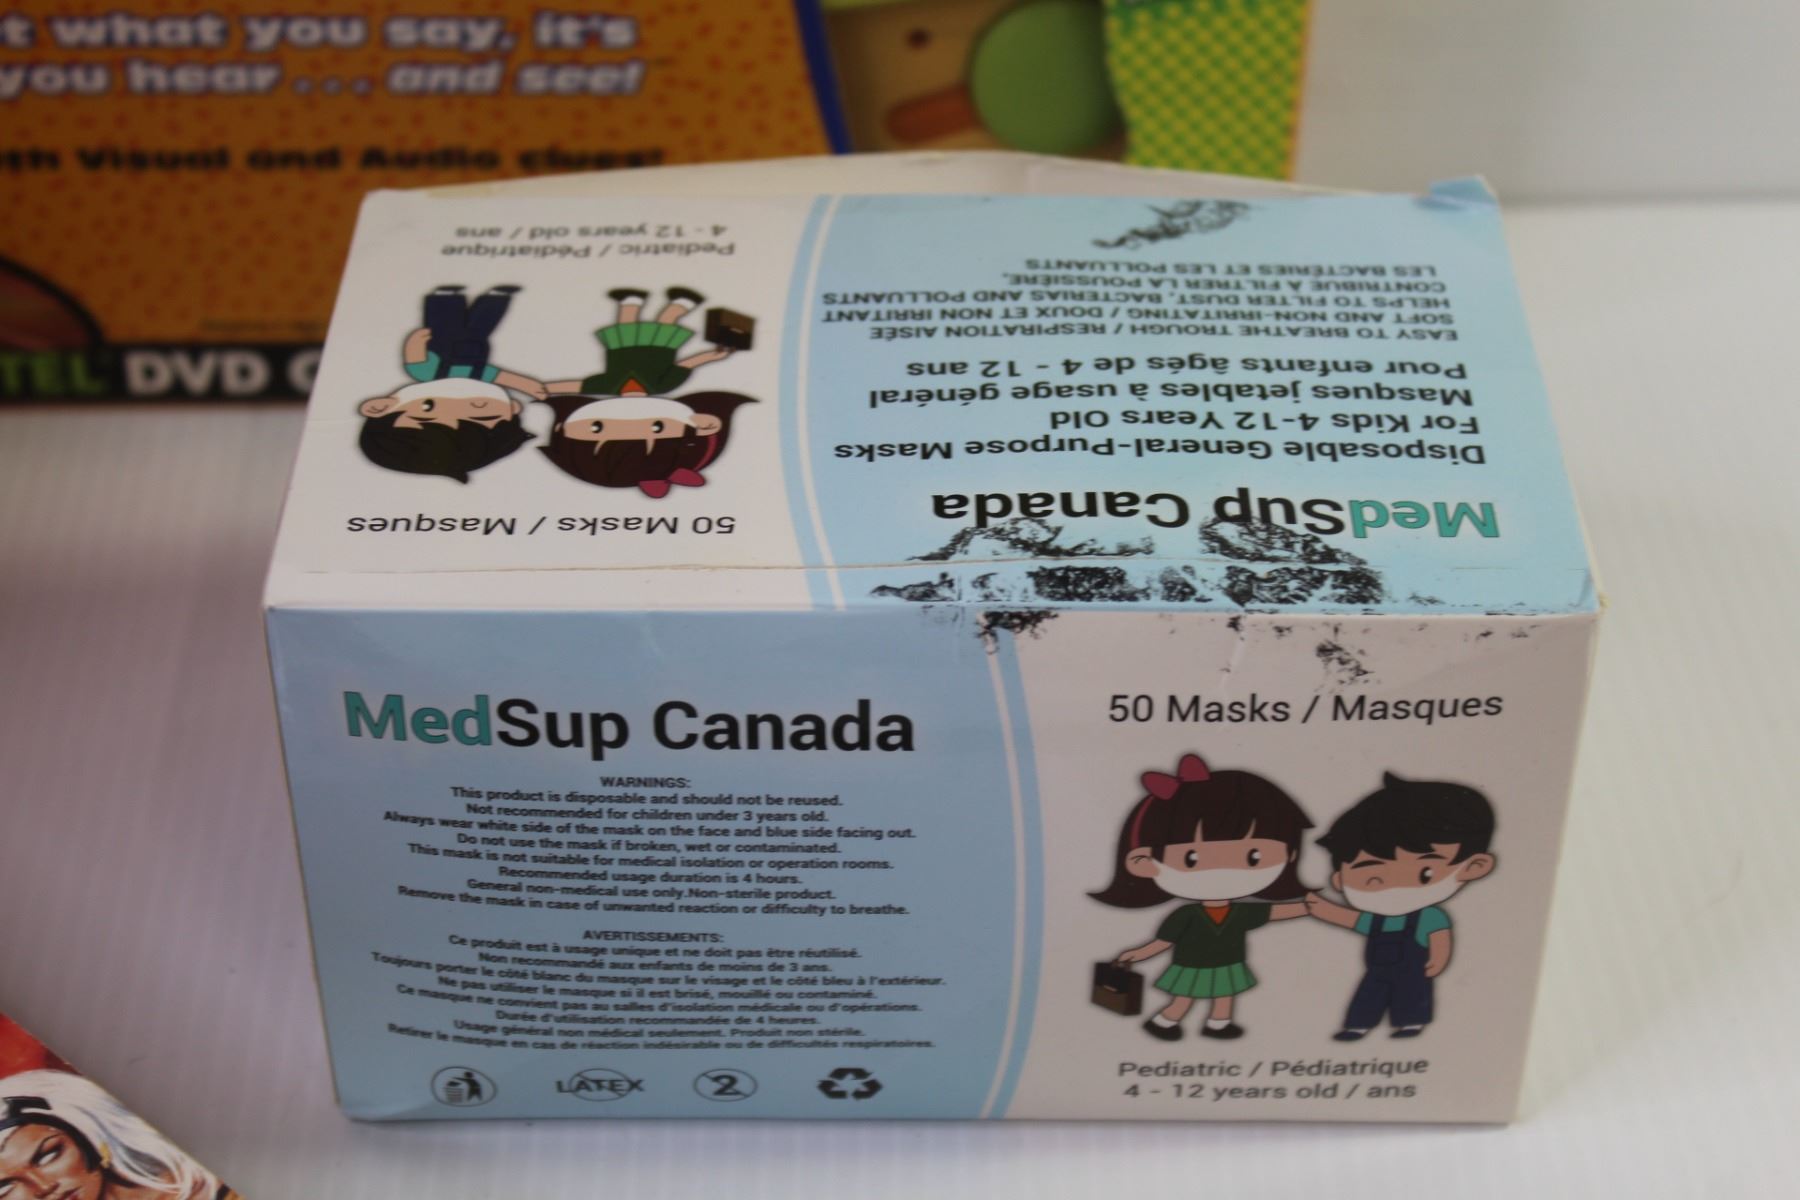 t what you say, it's
you hear... and see!
th Visual and Audio clues!
TEL DVD
MedSup Canada
Disposable General-Purpose Masks
For Kids 4-12 Years Old
Masques jetables à usage général
Pour enfants âgés de 4 - 12 ans
EASY TO BREATHE TROUGH / RESPIRATION AISÉE
SOFT AND NON-IRRITATING / DOUX ET NON IRRITANT
HELPS TO FILTER DUST, BACTERIAS AND POLLUANTS
CONTRIBUE À FILTRER LA POUSSIÈRE,
LES BACTÉRIES ET LES POLLUANTS
50 Masks / Masques
Pediatric / Pédiatrique
4 - 12 years old / ans
MedSup Canada
WARNINGS:
This product is disposable and should not be reused.
Not recommended for children under 3 years old.
Always wear white side of the mask on the face and blue side facing out.
Do not use the mask if broken, wet or contaminated.
This mask is not suitable for medical isolation or operation rooms.
Recommended usage duration is 4 hours.
General non-medical use only.Non-sterile product.
Remove the mask in case of unwanted reaction or difficulty to breathe.
AVERTISSEMENTS:
Ce produit est à usage unique et ne doit pas être réutilisé.
Non recommandé aux enfants de moins de 3 ans.
Toujours porter le côté blanc du masque sur le visage et le côté bleu à l'extérieur.
Ne pas utiliser le masque si il est brisé, mouillé ou contaminé.
Ce masque ne convient pas au salles d'isolation médicale ou d'opérations.
Durée d'utilisation recommandée de 4 heures.
Usage général non médical seulement. Produit non stérile.
Retirer le masque en cas de réaction indésirable ou de difficultés respiratoires.
LATEX
2
50 Masks / Masques
Pediatric / Pédiatrique
4 - 12 years old / ans